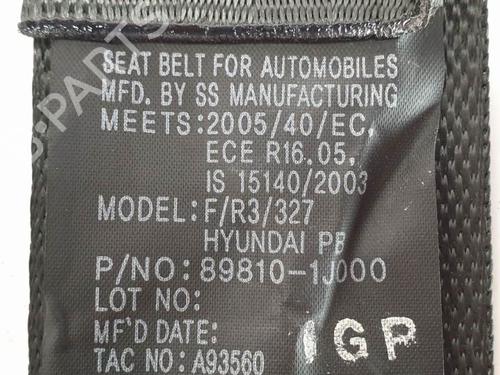 SEAT BELT FOR AUTOMOBILES
MFD. BY SS MANUFACTURING
MEETS:2005/40/EC,
ECE R16.05,
IS 15140/2003
MODEL:F/R3/327
HYUNDAI PB
P/NO:89810-1J000
LOT NO:
MF'D DATE:
TAC NO:A93560
IGP